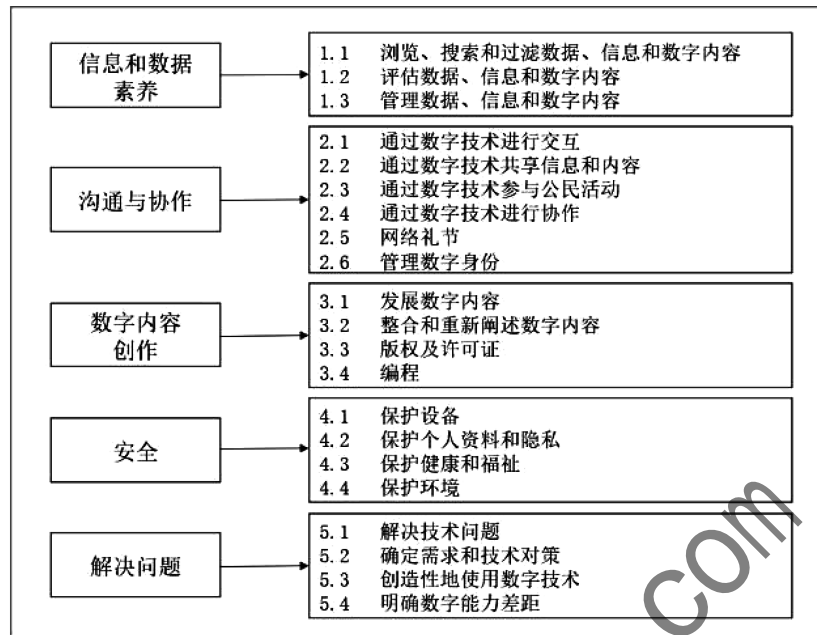 信息和数据
素养
1.1 浏览、搜索和过滤数据、信息和数字内容
1.2 评估数据、信息和数字内容
1.3 管理数据、信息和数字内容
沟通与协作
2.1 通过数字技术进行交互
2.2 通过数字技术共享信息和内容
2.3 通过数字技术参与公民活动
2.4 通过数字技术进行协作
2.5 网络礼节
2.6 管理数字身份
数字内容
创作
3.1 发展数字内容
3.2 整合和重新阐述数字内容
3.3 版权及许可证
3.4 编程
安全
4.1 保护设备
4.2 保护个人资料和隐私
4.3 保护健康和福祉
4.4 保护环境
解决问题
5.1 解决技术问题
5.2 确定需求和技术对策
5.3 创造性地使用数字技术
5.4 明确数字能力差距
com